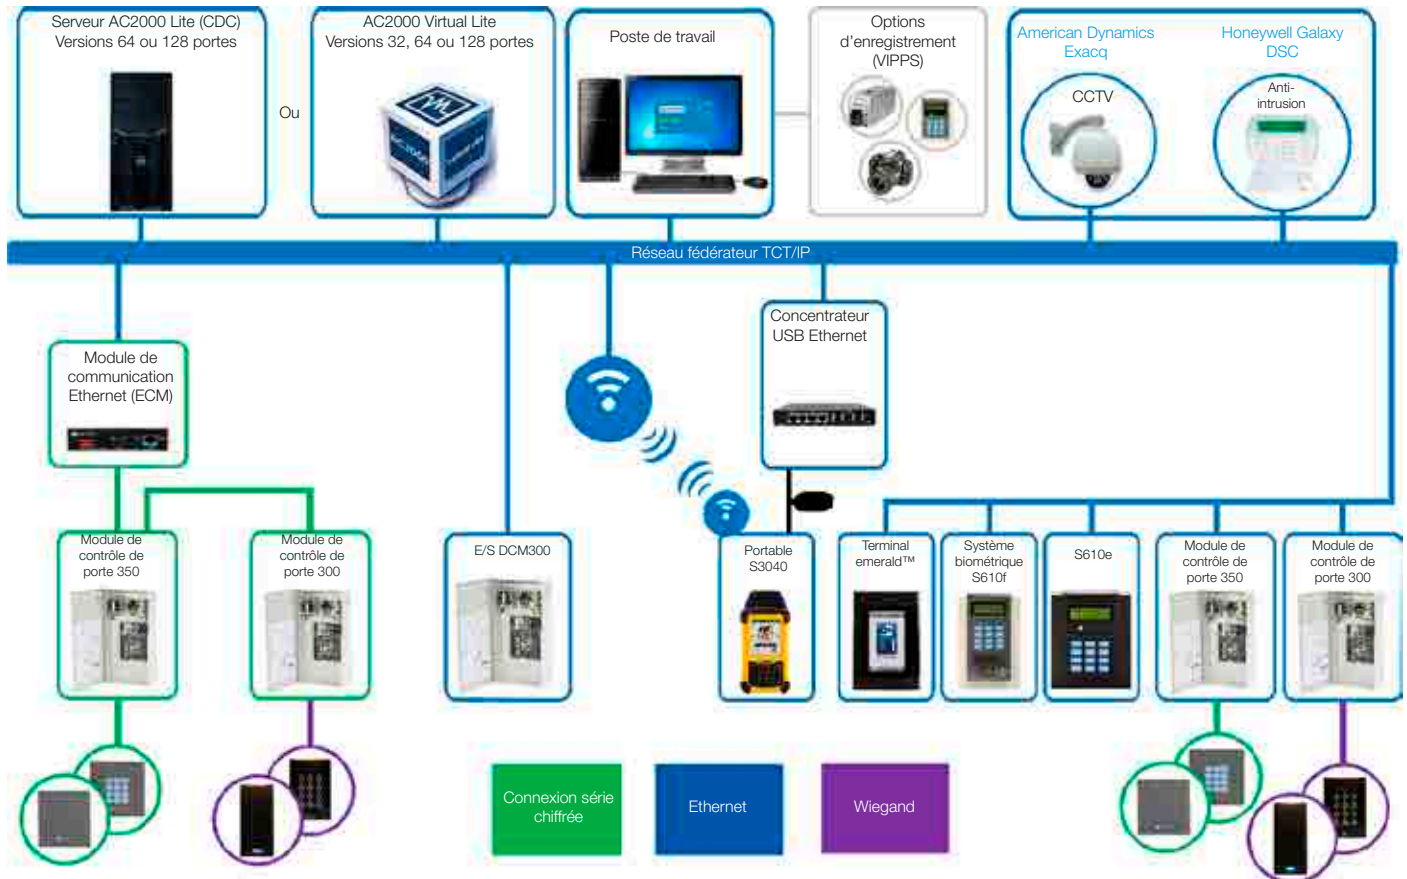 Serveur AC2000 Lite (CDC)
Versions 64 ou 128 portes
Ou
AC2000 Virtual Lite
Versions 32, 64 ou 128 portes
AC2000
Poste de travail
Options
d'enregistrement
(VIPPS)
American Dynamics
Exacq
CCTV
Honeywell Galaxy
DSC
Anti-
intrusion
Réseau fédérateur TCT/IP
Module de
communication
Ethernet (ECM)
Concentrateur
USB Ethernet
Module de
contrôle de
porte 350
Module de
contrôle de
porte 300
E/S DCM300
Portable
S3040
Terminal
emerald™
Système
biométrique
S610f
S610e
Module de
contrôle de
porte 350
Module de
contrôle de
porte 300
Connexion série
chiffrée
Ethernet
Wiegand